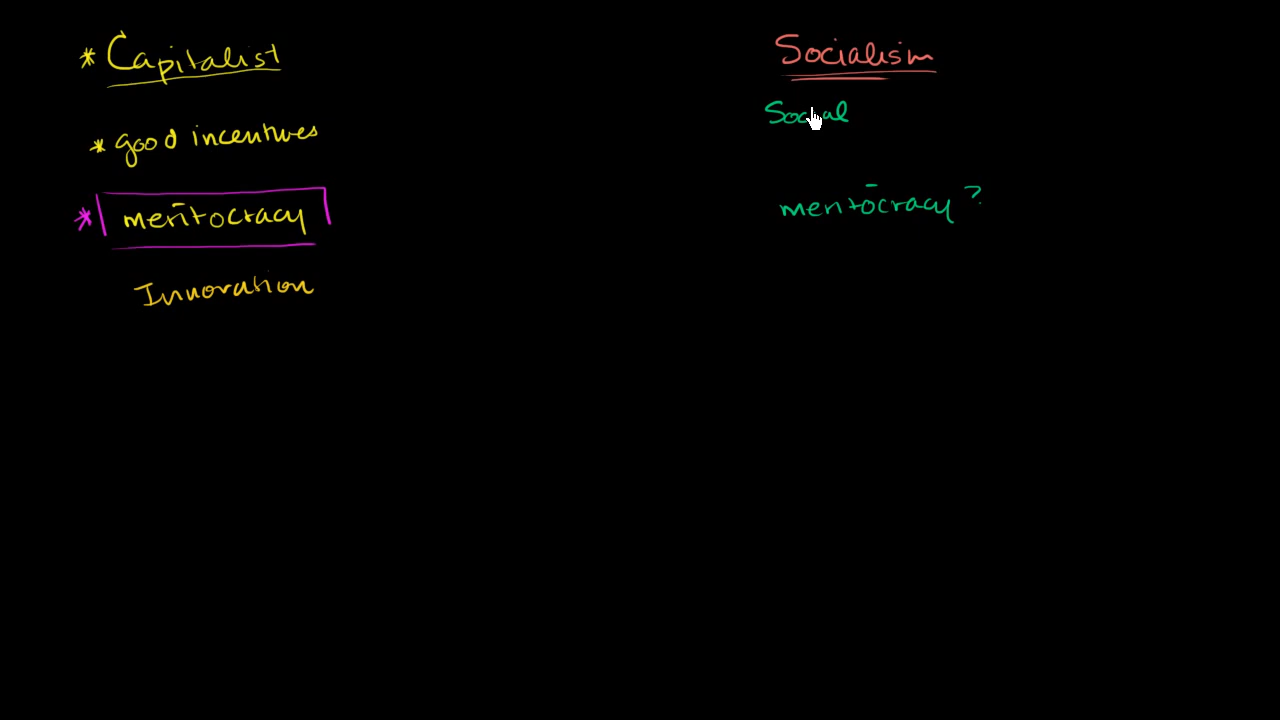 * Capitalist
* good incentives
* meritocracy
Innovation
Socialism
Social
meritocracy?